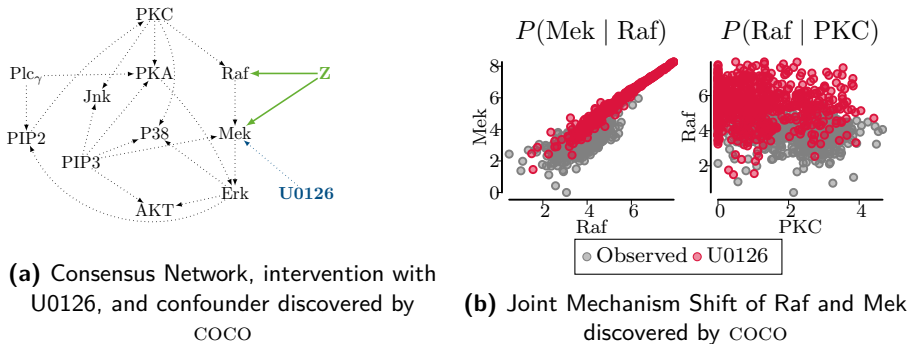 PKC
Plcγ
PKA
Raf
Z
Jnk
PIP2
P38
Mek
PIP3
Erk
U0126
AKT
(a) Consensus Network, intervention with
U0126, and confounder discovered by
COCO
P(Mek | Raf)
P(Raf | PKC)
8
6
4
2
0
Mek
2
4
6
Raf
8
6
4
2
Raf
0
2
4
PKC
Observed
U0126
(b) Joint Mechanism Shift of Raf and Mek
discovered by COCO